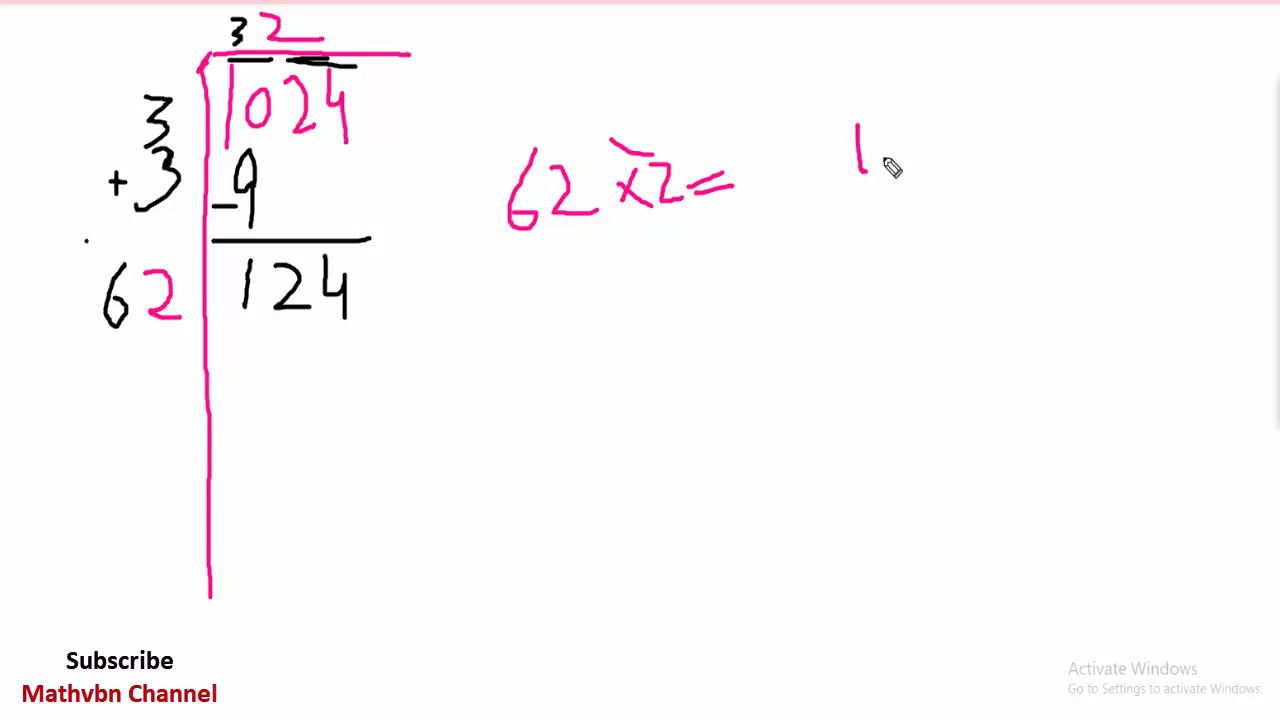 32
3 1024
+ 3 -9
62 124
62 × 2 = 1
Subscribe
Mathvbn Channel
Activate Windows
Go to Settings to activate Windows.